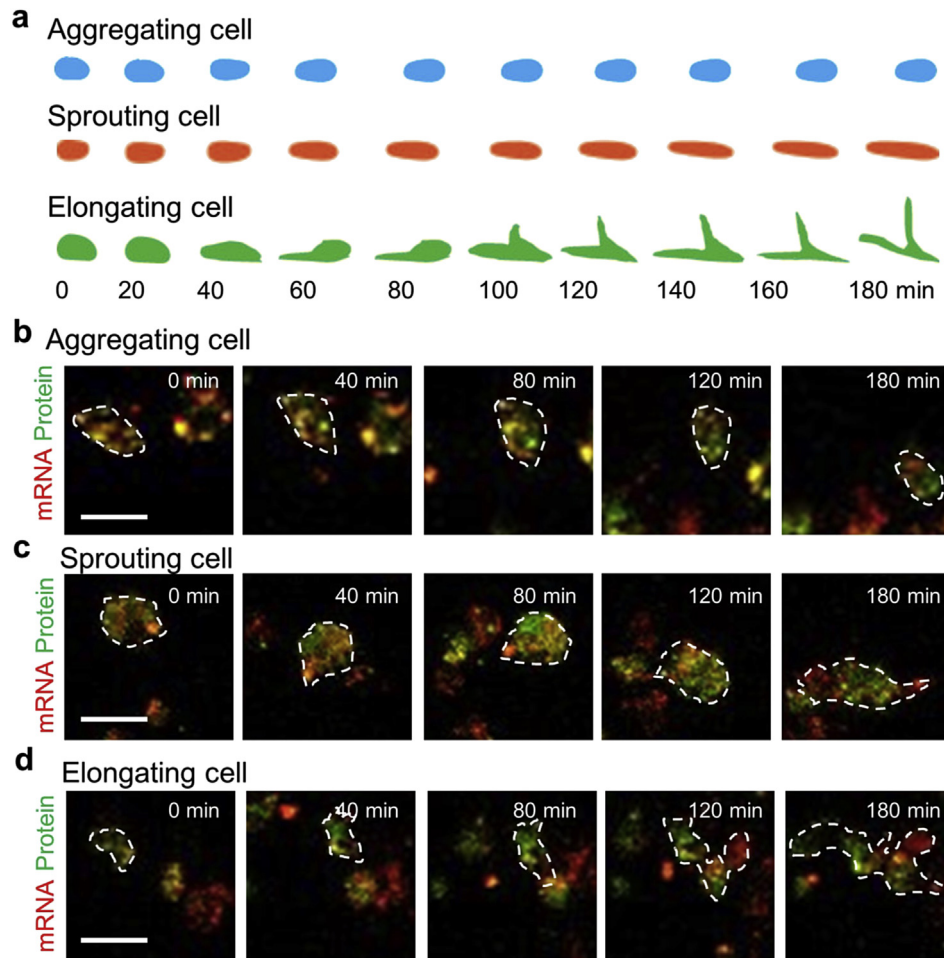 a
Aggregating cell
Sprouting cell
Elongating cell
0 20 40 60 80 100 120 140 160 180 min
b Aggregating cell
mRNA Protein
0 min 40 min 80 min 120 min 180 min
c Sprouting cell
mRNA Protein
0 min 40 min 80 min 120 min 180 min
d Elongating cell
mRNA Protein
0 min 40 min 80 min 120 min 180 min